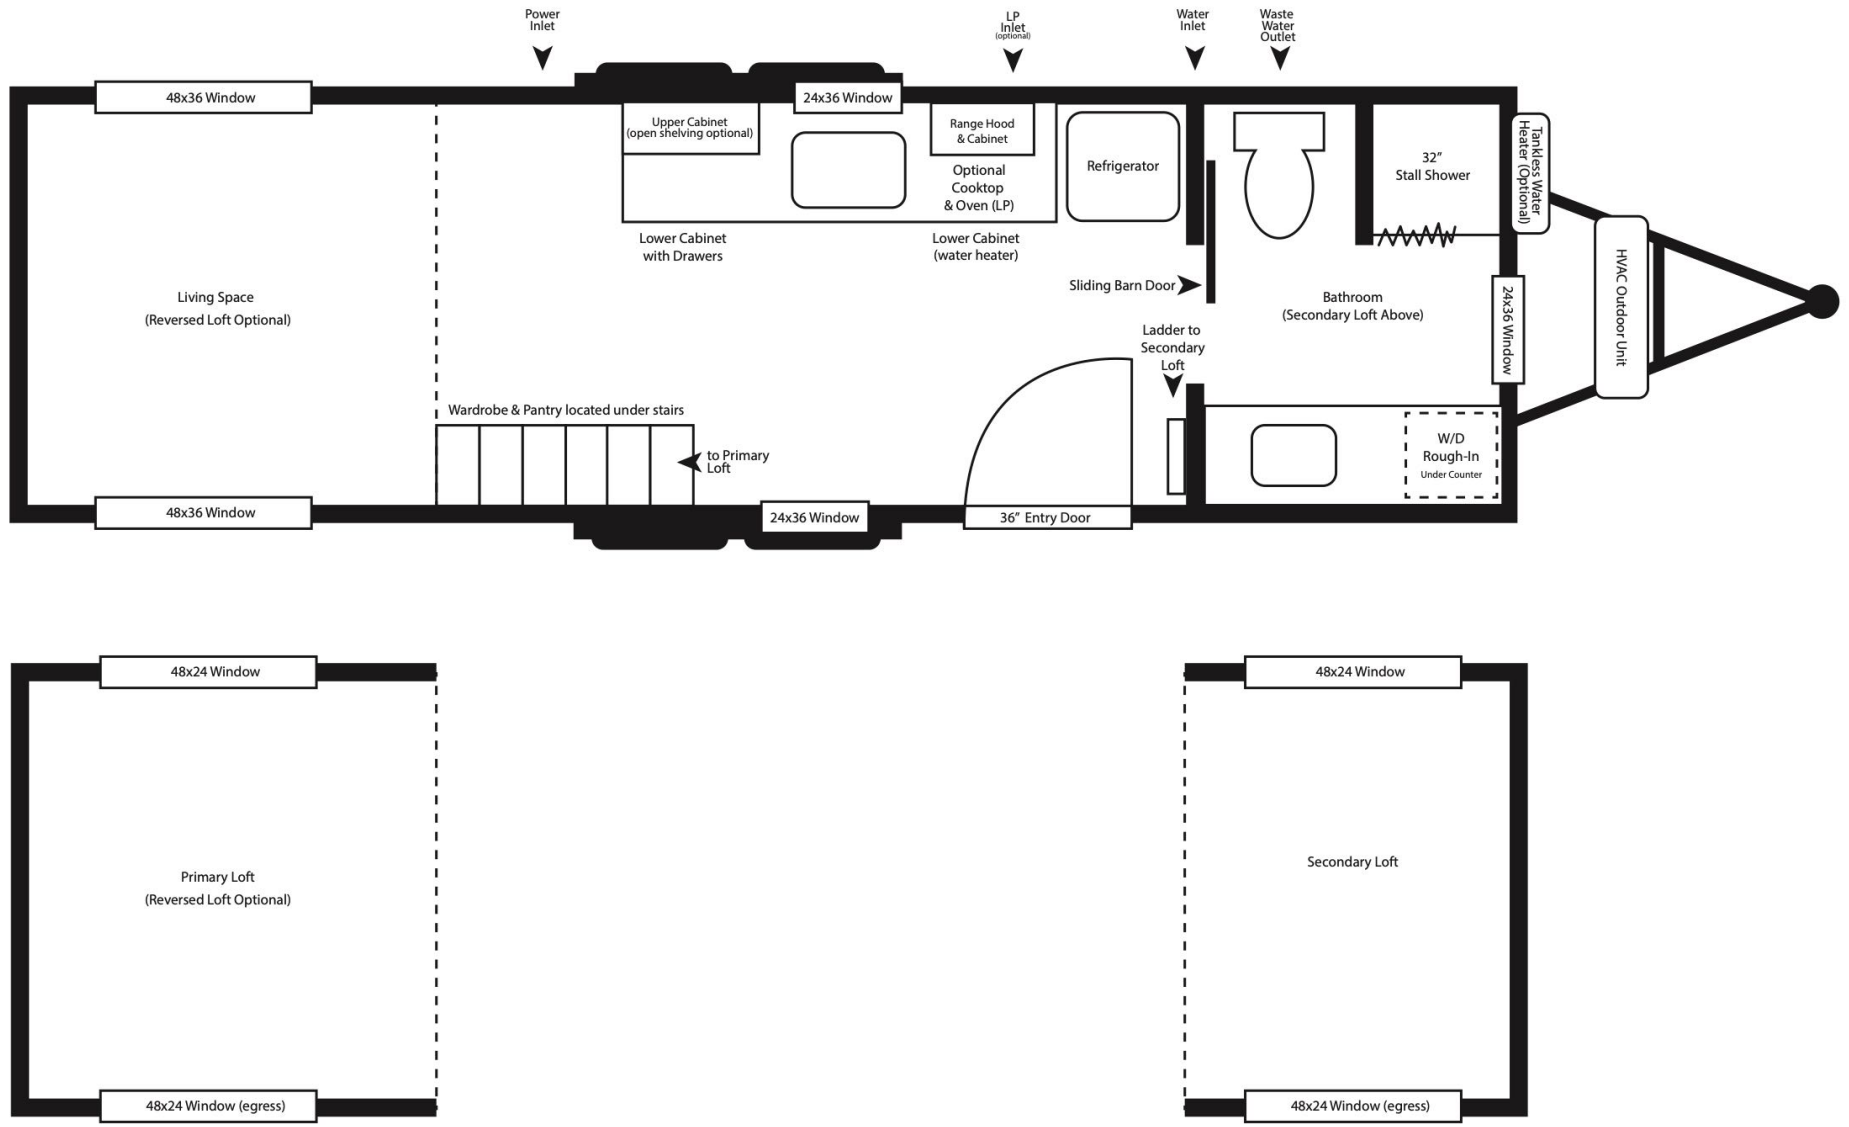 Power
Inlet
LP
Inlet
(optional)
Water
Inlet
Waste
Water
Outlet
48x36 Window
24x36 Window
Upper Cabinet
(open shelving optional)
Range Hood
& Cabinet
Optional
Cooktop
& Oven (LP)
Refrigerator
32″
Stall Shower
Tankless Water
Heater (Optional)
Lower Cabinet
with Drawers
Lower Cabinet
(water heater)
Sliding Barn Door
Living Space
(Reversed Loft Optional)
Bathroom
(Secondary Loft Above)
24x36 Window
HVAC Outdoor Unit
Ladder to
Secondary
Loft
Wardrobe & Pantry located under stairs
to Primary
Loft
W/D
Rough-In
Under Counter
48x36 Window
24x36 Window
36″ Entry Door
48x24 Window
48x24 Window
Primary Loft
(Reversed Loft Optional)
Secondary Loft
48x24 Window (egress)
48x24 Window (egress)